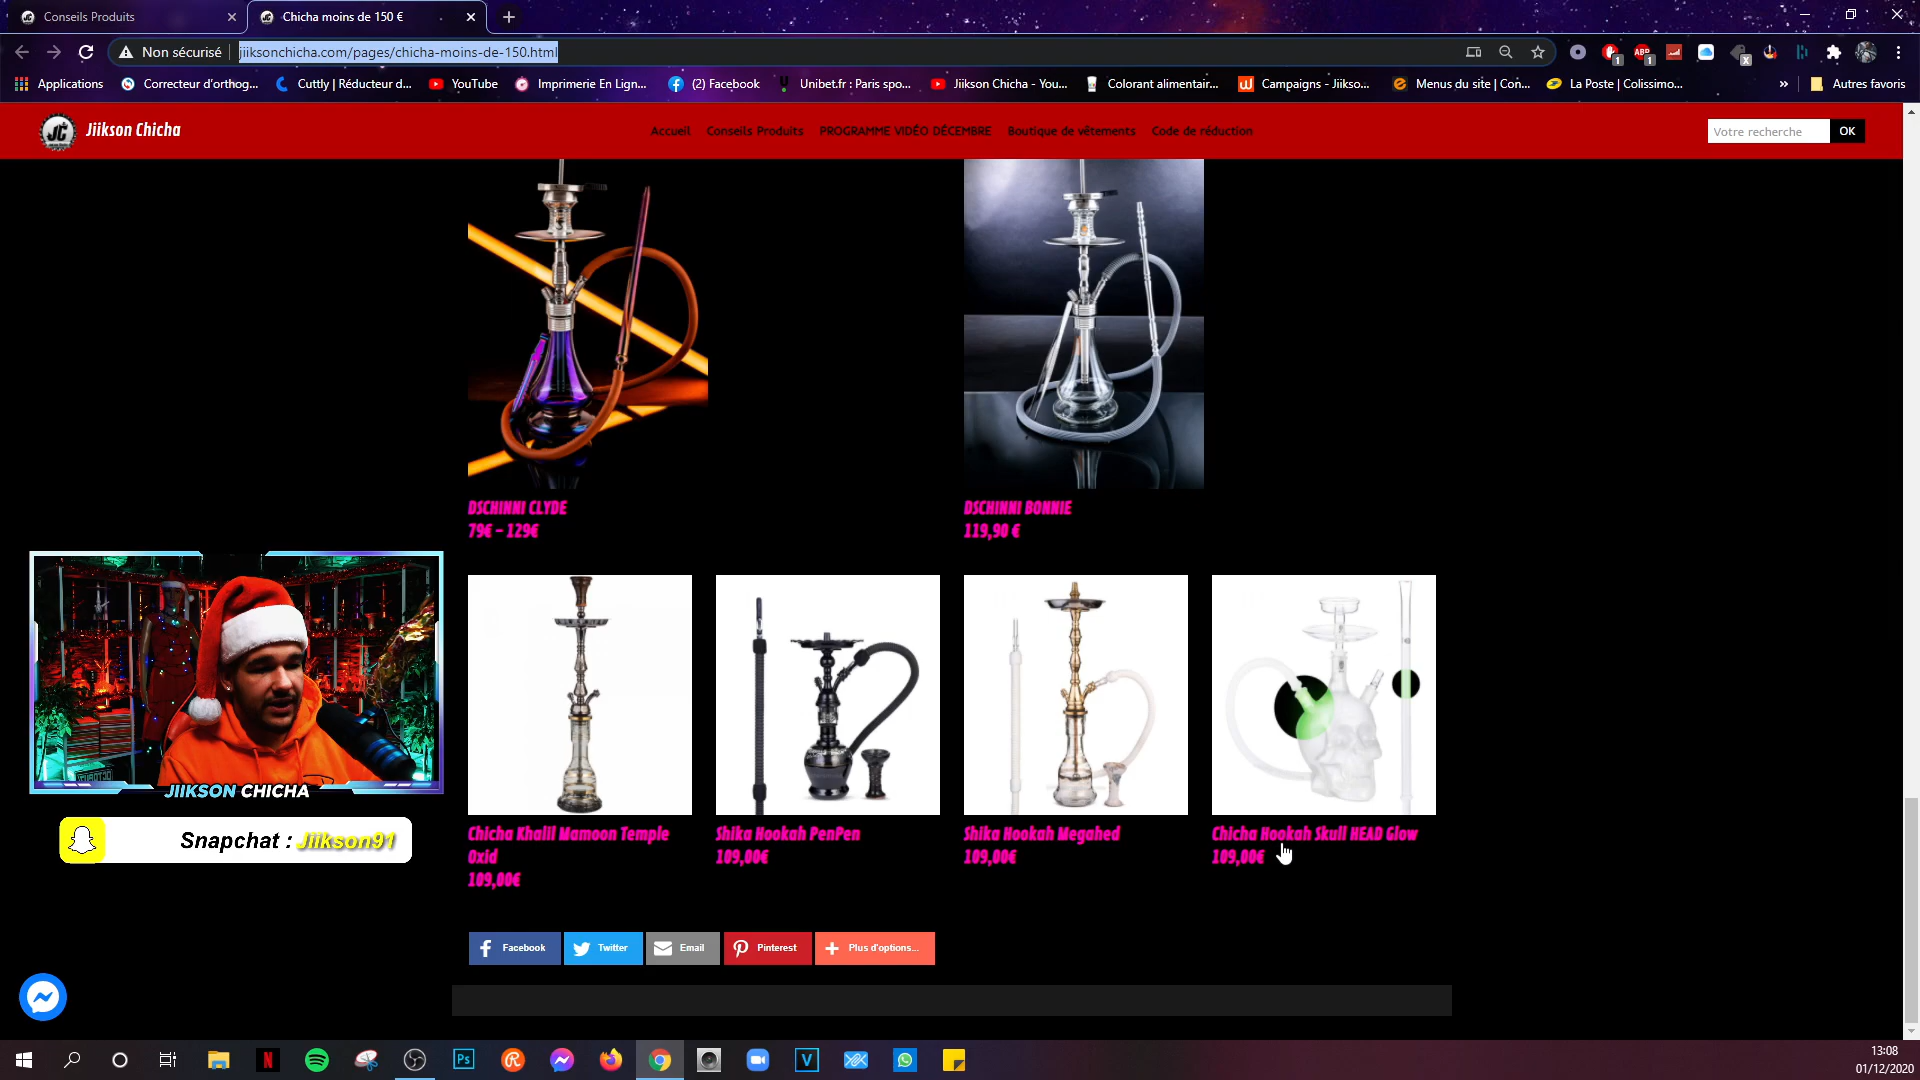 Conseils Produits
Chicha moins de 150 €
Non sécurisé
jiiksonchicha.com/pages/chicha-moins-de-150.html
Applications
Correcteur d'orthog...
Cuttly | Réducteur d...
YouTube
Imprimerie En Lign...
(2) Facebook
Unibet.fr : Paris spo...
Jiikson Chicha - You...
Colorant alimentair...
Campaigns - Jiikso...
Menus du site | Con...
La Poste | Colissimo...
»
Autres favoris
Jiikson Chicha
Accueil
Conseils Produits
PROGRAMME VIDÉO DÉCEMBRE
Boutique de vêtements
Code de réduction
Votre recherche
OK
DSCHINNI CLYDE
79€ - 129€
DSCHINNI BONNIE
119,90 €
JIIKSON CHICHA
Snapchat : Jiikson91
Chicha Khalil Mamoon Temple
Oxid
109,00€
Shika Hookah PenPen
109,00€
Shika Hookah Megahed
109,00€
Chicha Hookah Skull HEAD Glow
109,00€
Facebook
Twitter
Email
Pinterest
Plus d'options...
13:08
01/12/2020